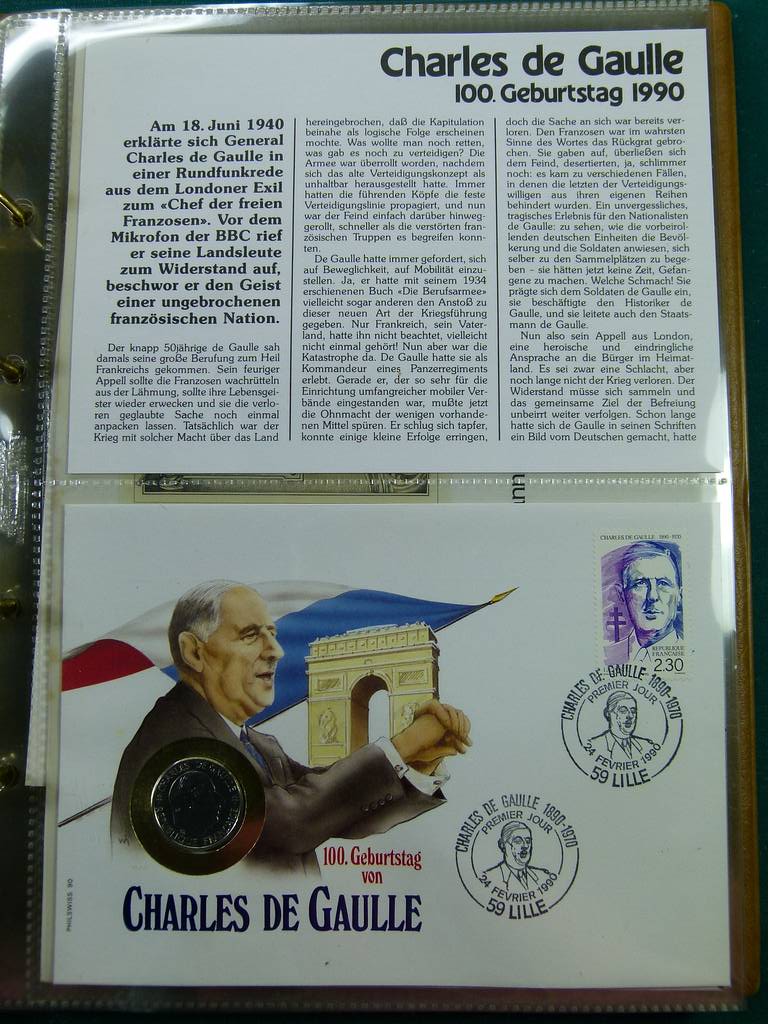 Charles de Gaulle
100. Geburtstag 1990
Am 18. Juni 1940
erklärte sich General
Charles de Gaulle in
einer Rundfunkrede
aus dem Londoner Exil
zum «Chef der freien
Franzosen». Vor dem
Mikrofon der BBC rief
er seine Landsleute
zum Widerstand auf,
beschwor er den Geist
einer ungebrochenen
französischen Nation.
Der knapp 50jährige de Gaulle sah
damals seine große Berufung zum Heil
Frankreichs gekommen. Sein feuriger
Appell sollte die Franzosen wachrütteln
aus der Lähmung, sollte ihre Lebensgei-
ster wieder erwecken und sie die verlo-
ren geglaubte Sache noch einmal
anpacken lassen. Tatsächlich war der
Krieg mit solcher Macht über das Land
hereingebrochen, daß die Kapitulation
beinahe als logische Folge erscheinen
mochte. Was wollte man noch retten,
was gab es noch zu verteidigen? Die
Armee war überrollt worden, nachdem
sich das alte Verteidigungskonzept als
unhaltbar herausgestellt hatte. Immer
hatten die führenden Köpfe die feste
Verteidigungslinie propagiert, und nun
war der Feind einfach darüber hinweg-
gerollt, schneller als die verstörten fran-
zösischen Truppen es begreifen konn-
ten.
De Gaulle hatte immer gefordert, sich
auf Beweglichkeit, auf Mobilität einzu-
stellen. Ja, er hatte mit seinem 1934
erschienenen Buch «Die Berufsarmee»
vielleicht sogar anderen den Anstoß zu
dieser neuen Art der Kriegsführung
gegeben. Nur Frankreich, sein Vater-
land, hatte ihn nicht beachtet, vielleicht
nicht einmal gehört! Nun aber war die
Katastrophe da. De Gaulle hatte sie als
Kommandeur eines Panzerregiments
erlebt. Gerade er, der so sehr für die
Einrichtung umfangreicher mobiler Ver-
bände eingestanden war, mußte jetzt
die Ohnmacht der wenigen vorhande-
nen Mittel spüren. Er schlug sich tapfer,
konnte einige kleine Erfolge erringen,
doch die Sache an sich war bereits ver-
loren. Den Franzosen war im wahrsten
Sinne des Wortes das Rückgrat gebro-
chen. Sie gaben auf, überließen sich
dem Feind, desertierten, ja, schlimmer
noch: es kam zu verschiedenen Fällen,
in denen die letzten der Verteidigungs-
willigen aus ihren eigenen Reihen
behindert wurden. Ein unvergessliches,
tragisches Erlebnis für den Nationalisten
de Gaulle: zu sehen, wie die vorbeirol-
lenden deutschen Einheiten die Bevöl-
kerung und die Soldaten anwiesen, sich
selber zu den Sammelplätzen zu bege-
ben – sie hätten jetzt keine Zeit, Gefan-
gene zu machen. Welche Schmach! Sie
prägte sich dem Soldaten de Gaulle ein,
sie beschäftigte den Historiker de
Gaulle, und sie leitete auch den Staats-
mann de Gaulle.
Nun also sein Appell aus London,
eine heroische und eindringliche
Ansprache an die Bürger im Heimat-
land. Es sei zwar eine Schlacht, aber
noch lange nicht der Krieg verloren. Der
Widerstand müsse sich sammeln und
das gemeinsame Ziel der Befreiung
unbeirrt weiter verfolgen. Schon lange
hatte sich de Gaulle in seinen Schriften
ein Bild vom Deutschen gemacht, hatte
CHARLES DE GAULLE 1890-1970
REPUBLIQUE
FRANÇAISE
2.30
CHARLES DE GAULLE 1890-1970
PREMIER JOUR
24 FEVRIER 1990
59 LILLE
CHARLES DE GAULLE 1890-1970
PREMIER JOUR
24 FEVRIER 1990
59 LILLE
100. Geburtstag
von
CHARLES DE GAULLE
PHILSWISS 90